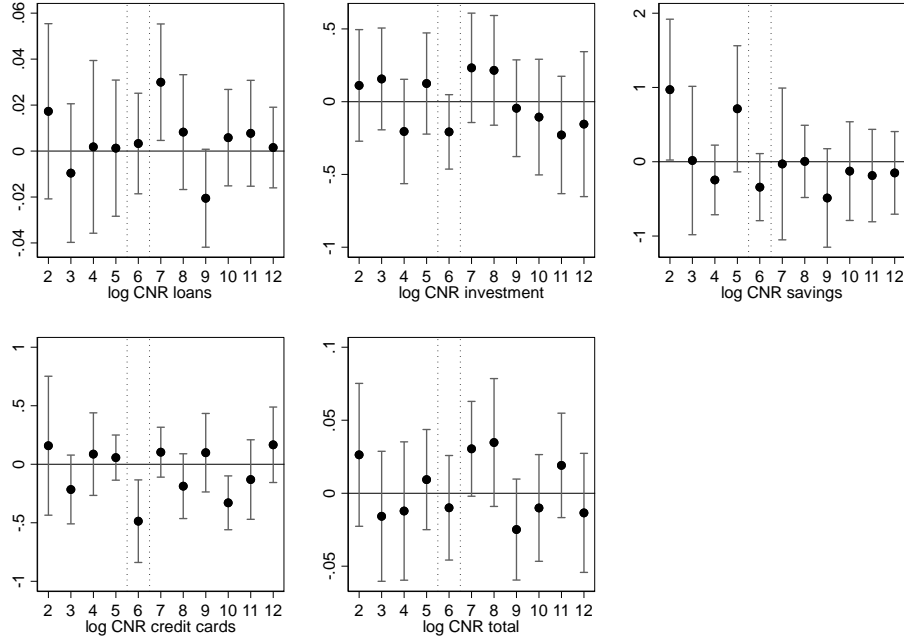 .06
.04
.02
0
-.02
-.04
2 3 4 5 6 7 8 9 10 11 12
log CNR loans
.5
0
-.5
-1
2 3 4 5 6 7 8 9 10 11 12
log CNR investment
2
1
0
-1
2 3 4 5 6 7 8 9 10 11 12
log CNR savings
1
.5
0
-.5
-1
2 3 4 5 6 7 8 9 10 11 12
log CNR credit cards
.1
.05
0
-.05
2 3 4 5 6 7 8 9 10 11 12
log CNR total